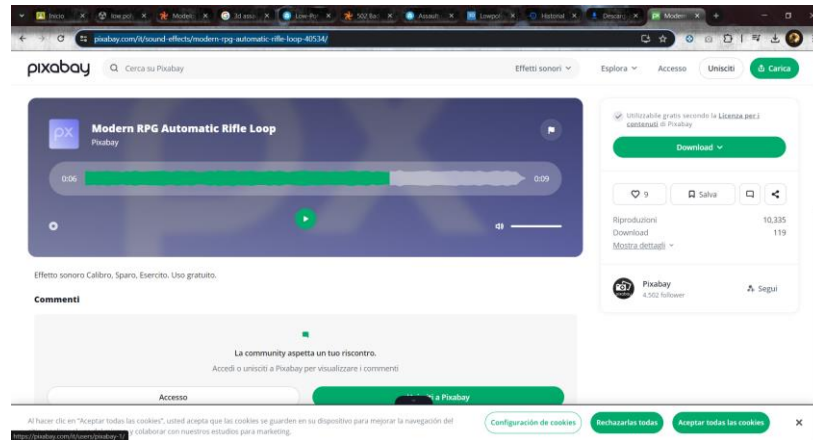 Inicio
low pol
Model
3d assa
Low-Po
502 Ba
Assault
Lowpol
Historial
Descarg
Modern
pixabay.com/it/sound-effects/modern-rpg-automatic-rifle-loop-40534/
pixabay
Cerca su Pixabay
Effetti sonori
Esplora
Accesso
Unisciti
Carica
px
Modern RPG Automatic Rifle Loop
Pixabay
0:06
0:09
Utilizzabile gratis secondo la Licenza per i
contenuti di Pixabay
Download
9
Salva
Riproduzioni 10,335
Download 119
Mostra dettagli
Pixabay
4,502 follower
Segui
Effetto sonoro Calibro, Sparo, Esercito. Uso gratuito.
Commenti
La community aspetta un tuo riscontro.
Accedi o unisciti a Pixabay per visualizzare i commenti
Accesso
a Pixabay
Al hacer clic en "Aceptar todas las cookies", usted acepta que las cookies se guarden en su dispositivo para mejorar la navegación del
y colaborar con nuestros estudios para marketing.
Configuración de cookies
Rechazarlas todas
Aceptar todas las cookies
https://pixabay.com/it/users/pixabay-1/